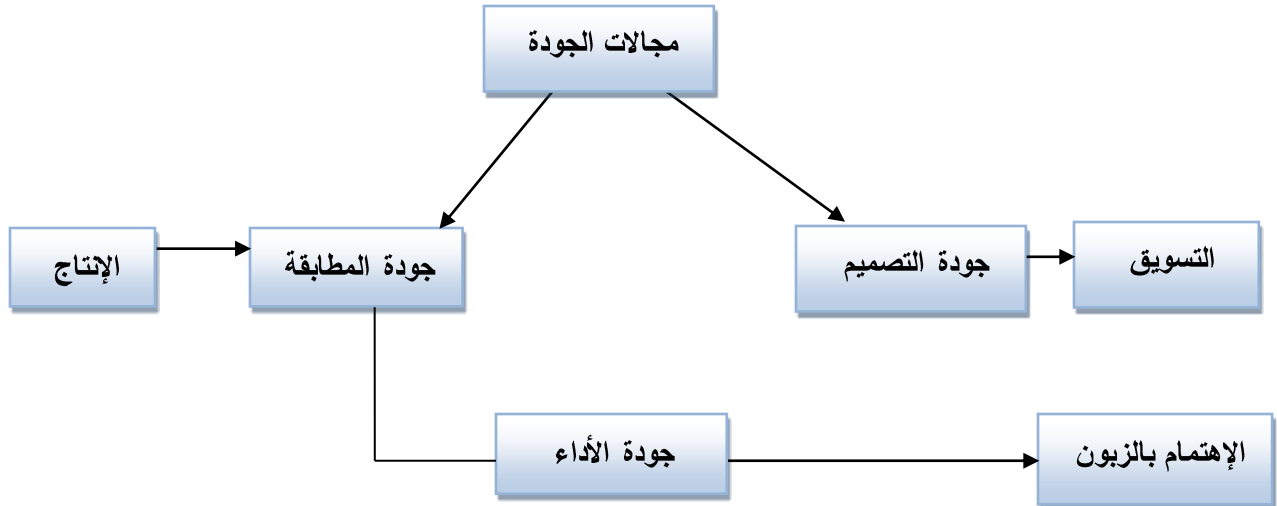 مجالات الجودة
التسويق
جودة التصميم
جودة المطابقة
الإنتاج
الإهتمام بالزبون
جودة الأداء